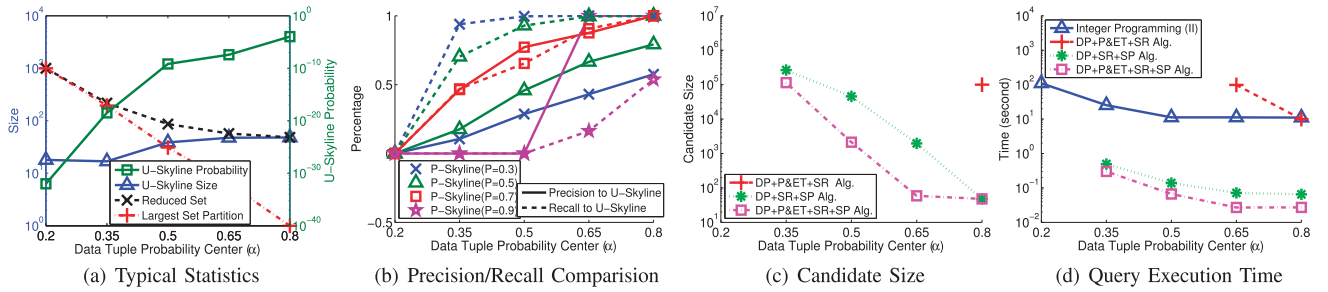 10^4
10^3
10^2
10^1
10^0
Size
10^0
10^-10
10^-20
10^-30
10^-40
U-Skyline Probability
U-Skyline Probability
U-Skyline Size
Reduced Set
Largest Set Partition
0.2 0.35 0.5 0.65 0.8
Data Tuple Probability Center (α)
(a) Typical Statistics
1
0.5
-0.5
Percentage
P-Skyline(P=0.3)
P-Skyline(P=0.5)
P-Skyline(P=0.7)
P-Skyline(P=0.9)
Precision to U-Skyline
Recall to U-Skyline
0.2 0.35 0.5 0.65 0.8
Data Tuple Probability Center (α)
(b) Precision/Recall Comparision
10^7
10^6
10^5
10^4
10^3
10^2
10^1
Candidate Size
DP+P&ET+SR Alg.
DP+SR+SP Alg.
DP+P&ET+SR+SP Alg.
0.2 0.35 0.5 0.65 0.8
Data Tuple Probability Center (α)
(c) Candidate Size
10^4
10^3
10^2
10^1
10^0
10^-1
10^-2
Time (second)
Integer Programming (II)
DP+P&ET+SR Alg.
DP+SR+SP Alg.
DP+P&ET+SR+SP Alg.
0.2 0.35 0.5 0.65 0.8
Data Tuple Probability Center (α)
(d) Query Execution Time